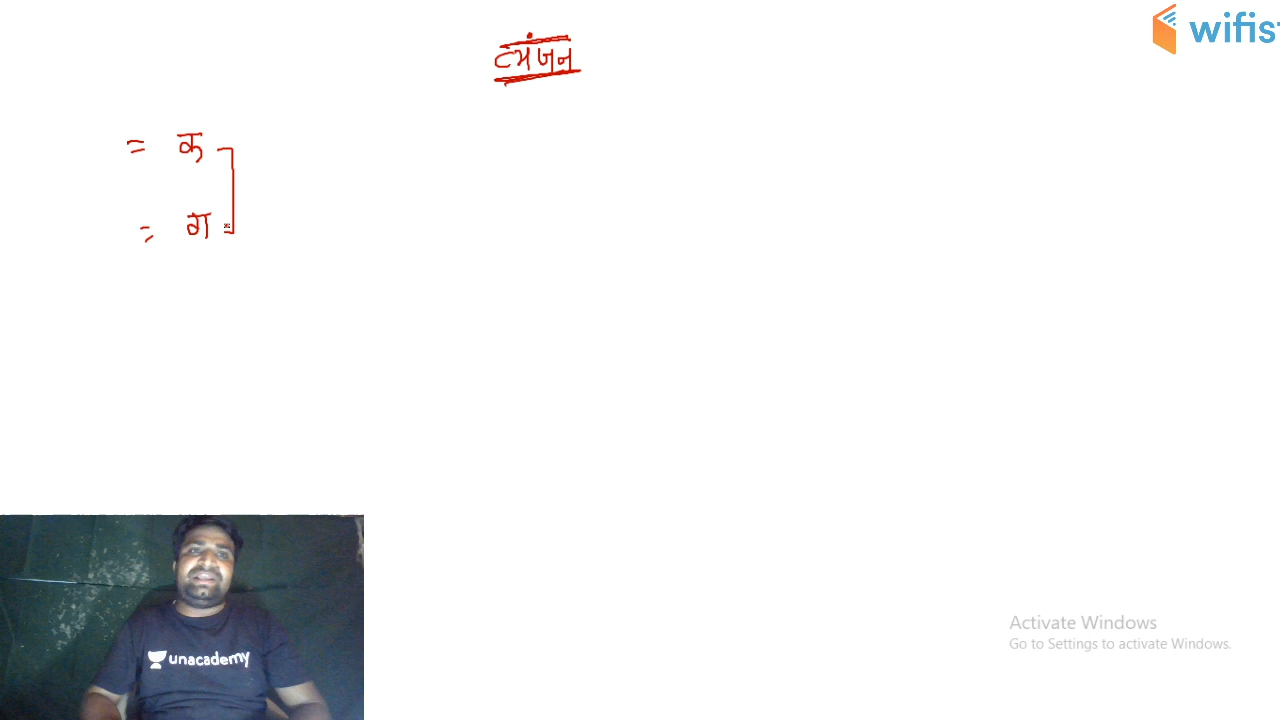 wifis
व्यंजन
= क
= ग
unacademy
Activate Windows
Go to Settings to activate Windows.